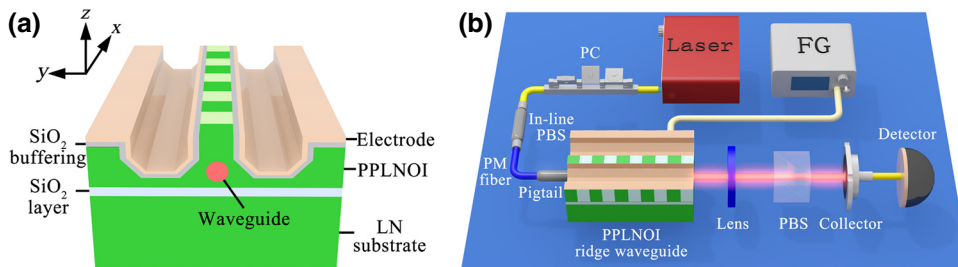 (a)
z
x
y
SiO₂
buffering
SiO₂
layer
Electrode
PPLNOI
Waveguide
LN
substrate
(b)
PC
Laser
FG
In-line
PBS
PM
fiber
Pigtail
PPLNOI
ridge waveguide
Lens
PBS
Collector
Detector